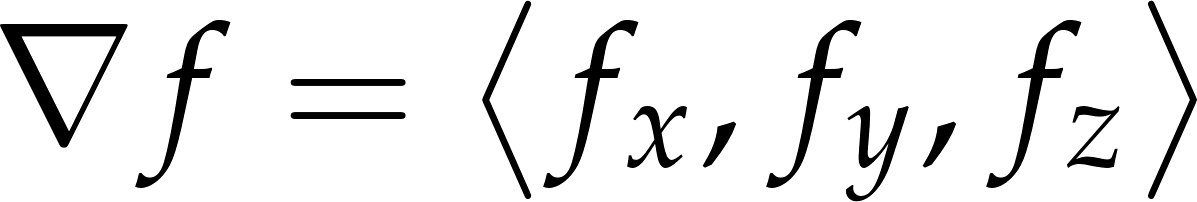 ∇f = ⟨f_x, f_y, f_z⟩